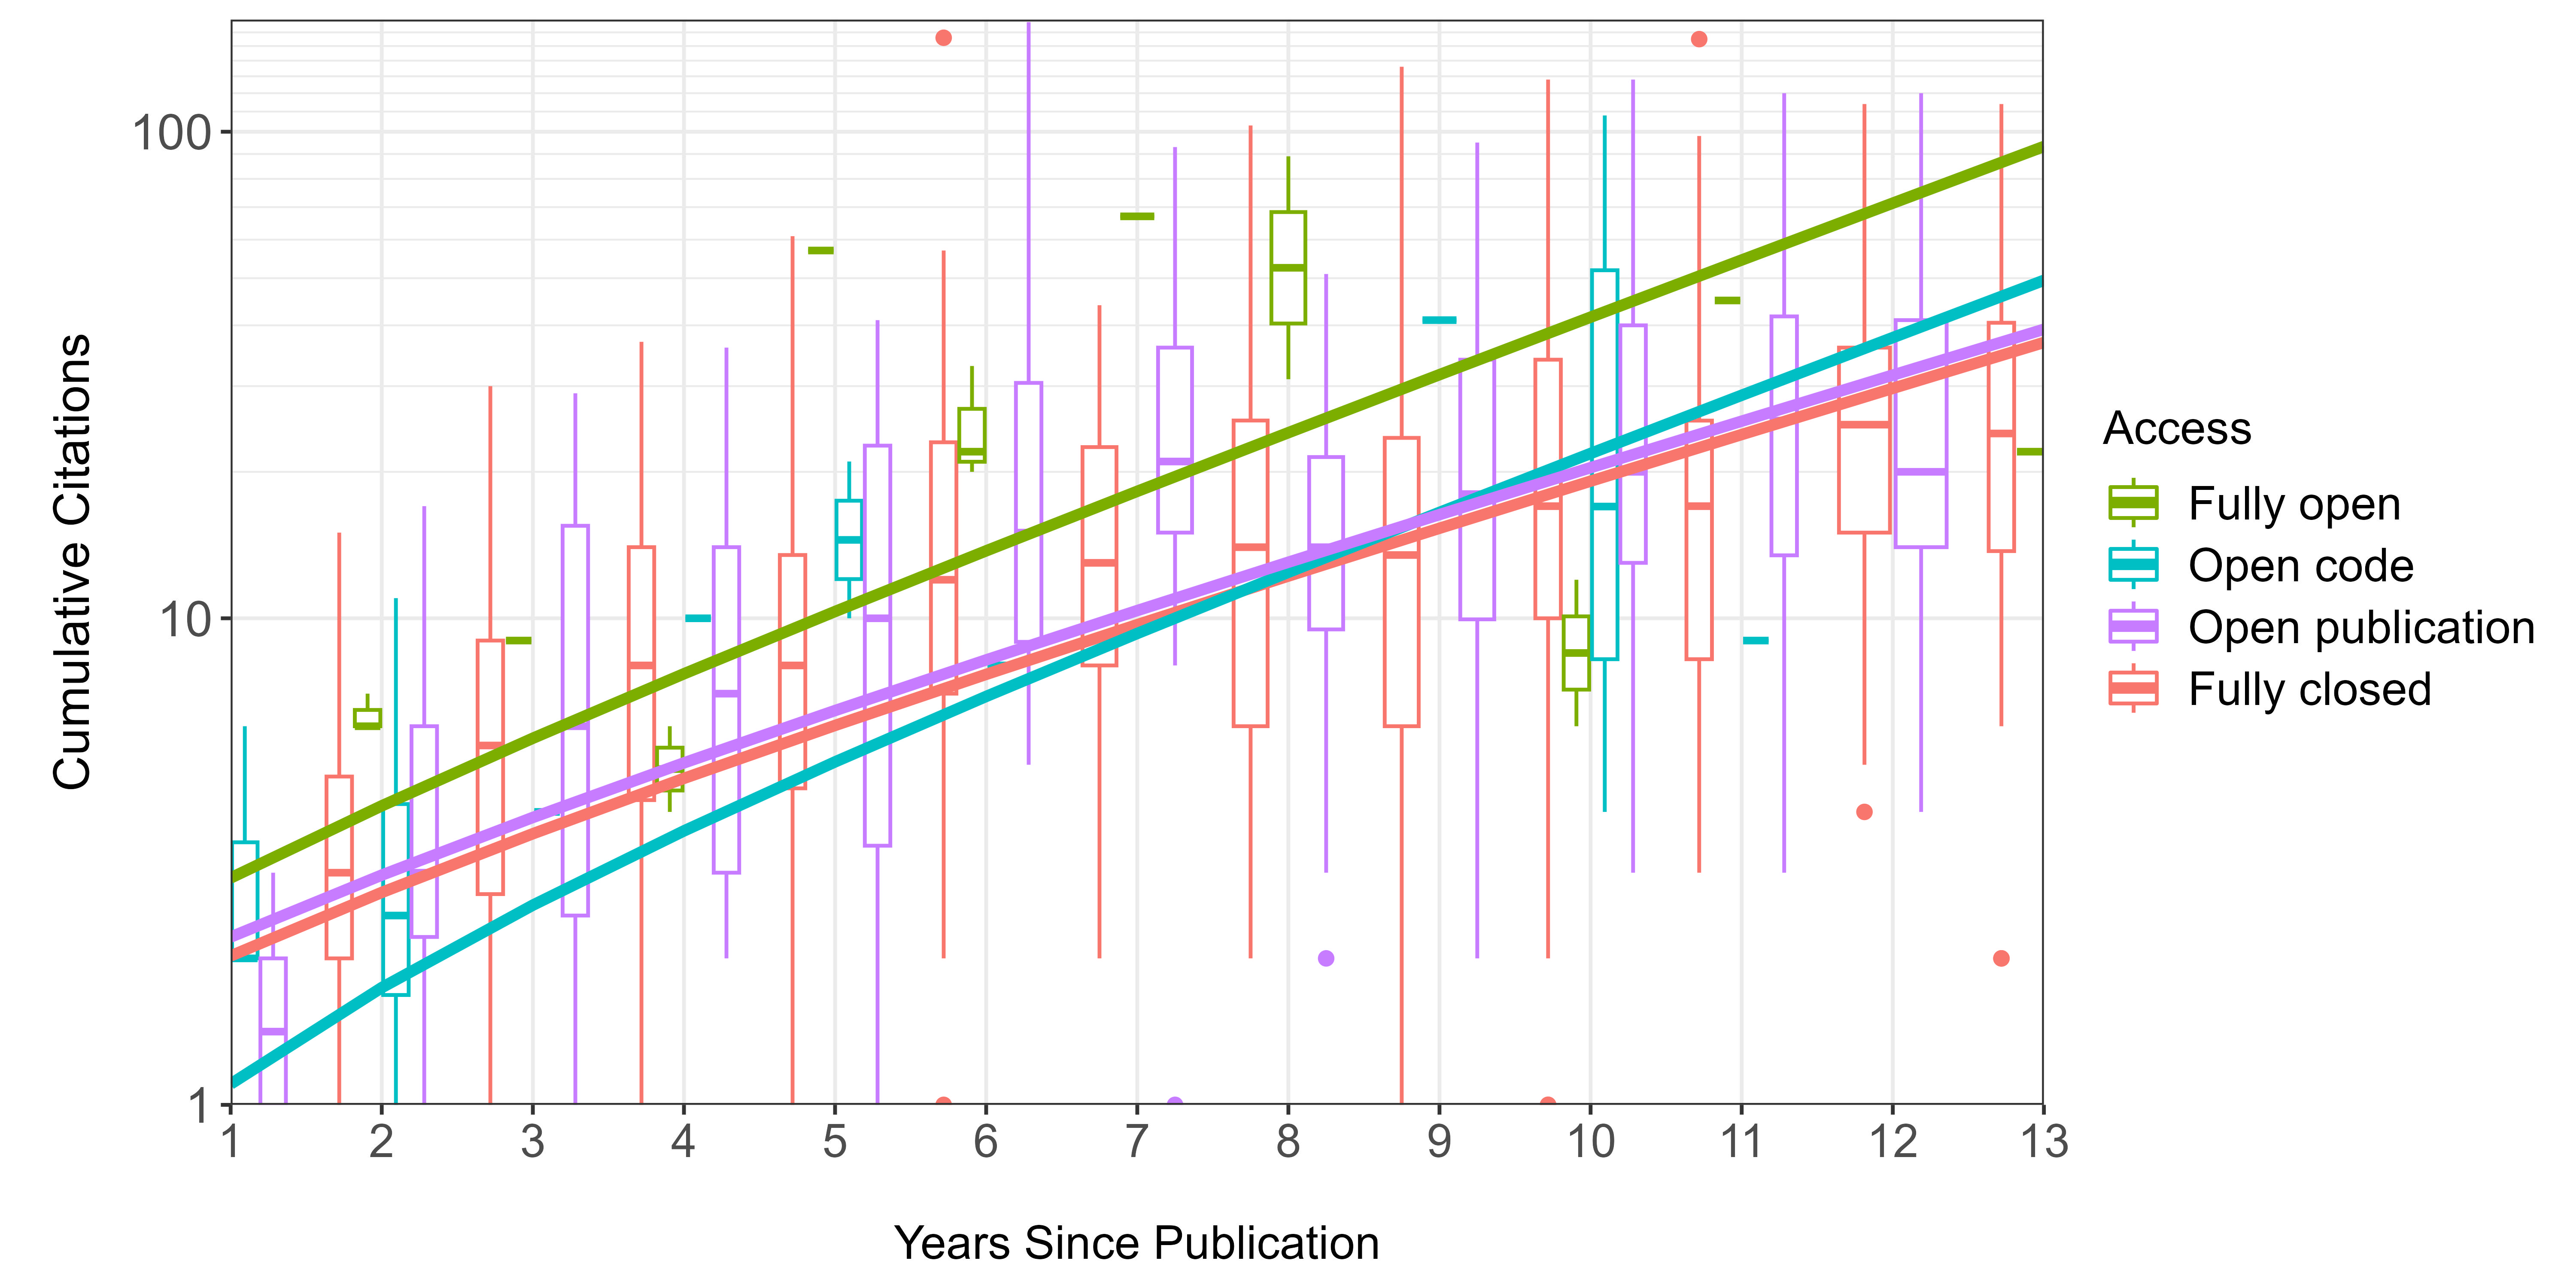 Cumulative Citations
100
10
1
1 2 3 4 5 6 7 8 9 10 11 12 13
Years Since Publication
Access
Fully open
Open code
Open publication
Fully closed